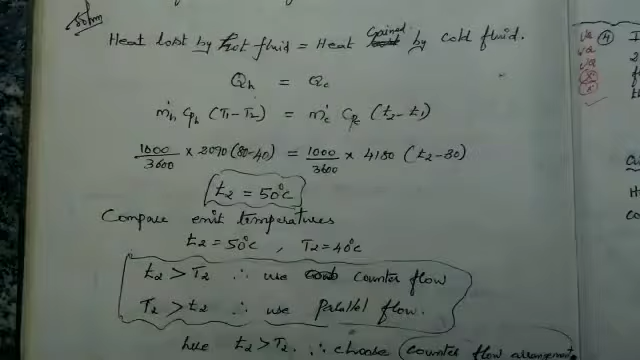 Soln
Heat lost by hot fluid = Heat Gained by cold fluid.
Qh = Qc
ṁh Cph (T1-T2) = ṁc Cpc (t2-t1)
1000/3600 × 2090 (80-40) = 1000/3600 × 4180 (t2-30)
t2 = 50°c
Compare exit temperatures
t2 = 50°c , T2 = 40°c
t2 > T2 ∴ use counter flow
T2 > t2 ∴ use Parallel flow.
here t2 > T2. ∴ choose counter flow arrangement